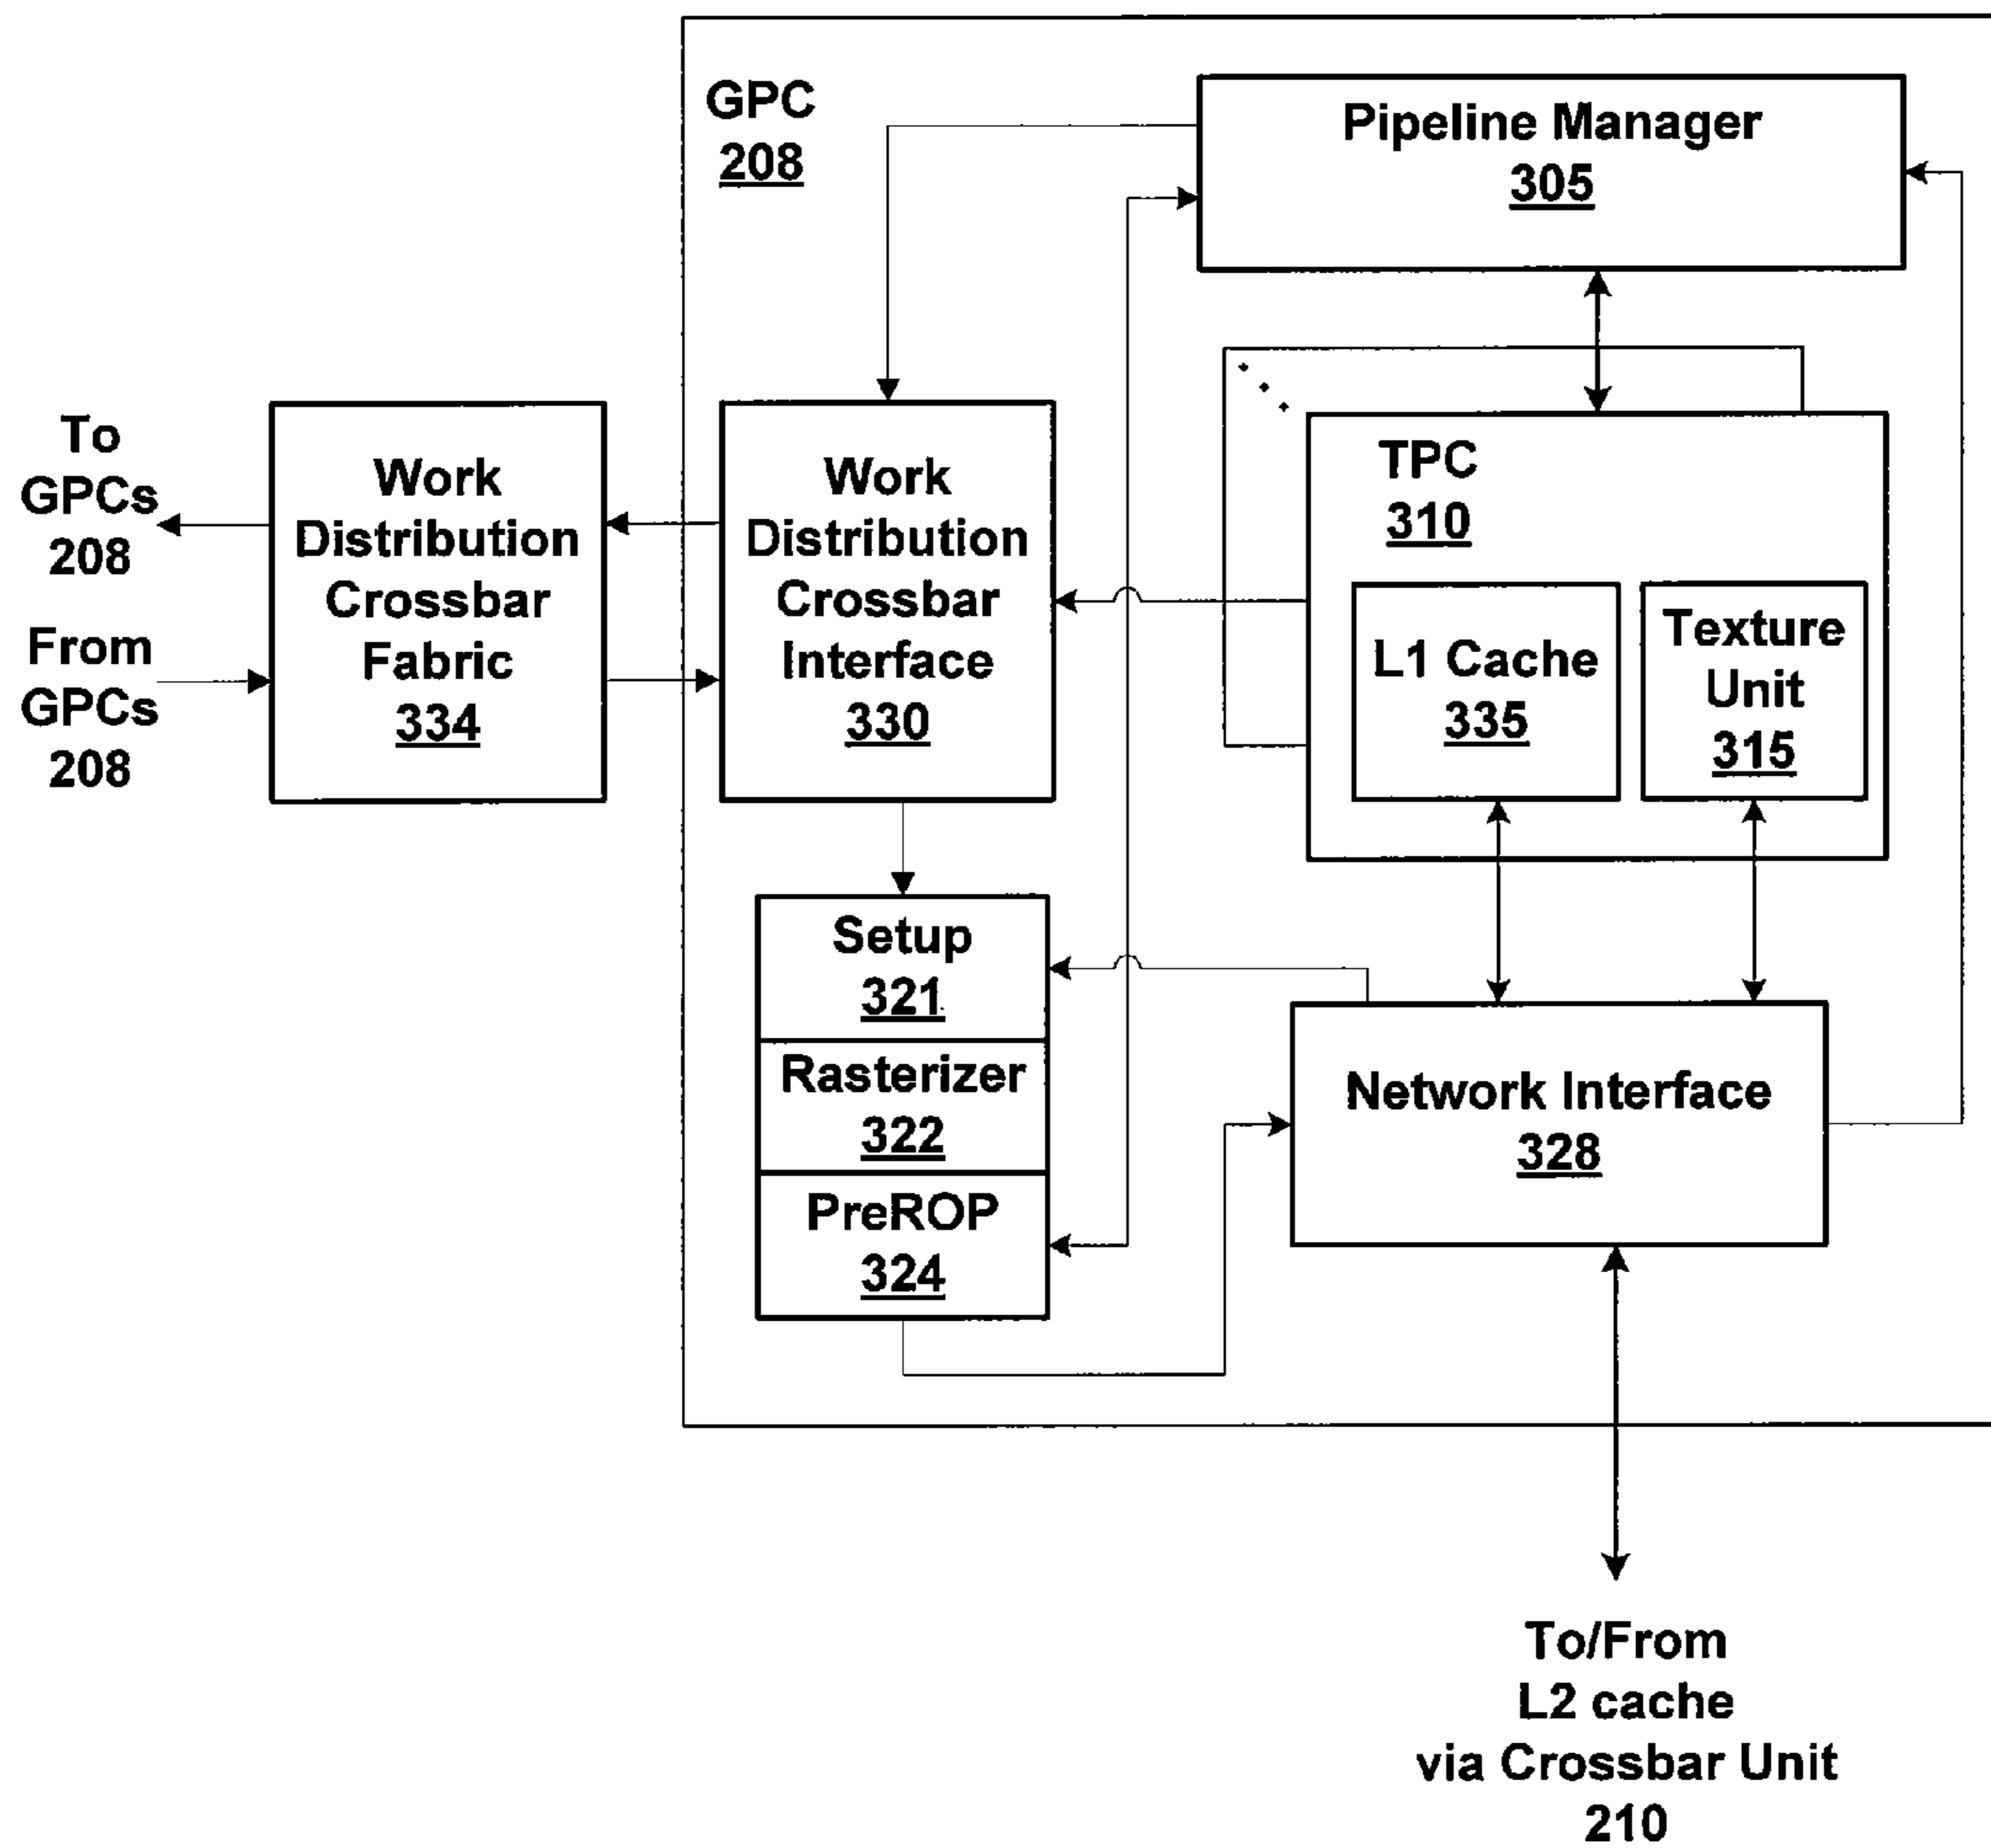 GPC
208
Pipeline Manager
305
To
GPCs
208
From
GPCs
208
Work
Distribution
Crossbar
Fabric
334
Work
Distribution
Crossbar
Interface
330
TPC
310
L1 Cache
335
Texture
Unit
315
Setup
321
Rasterizer
322
PreROP
324
Network Interface
328
To/From
L2 cache
via Crossbar Unit
210